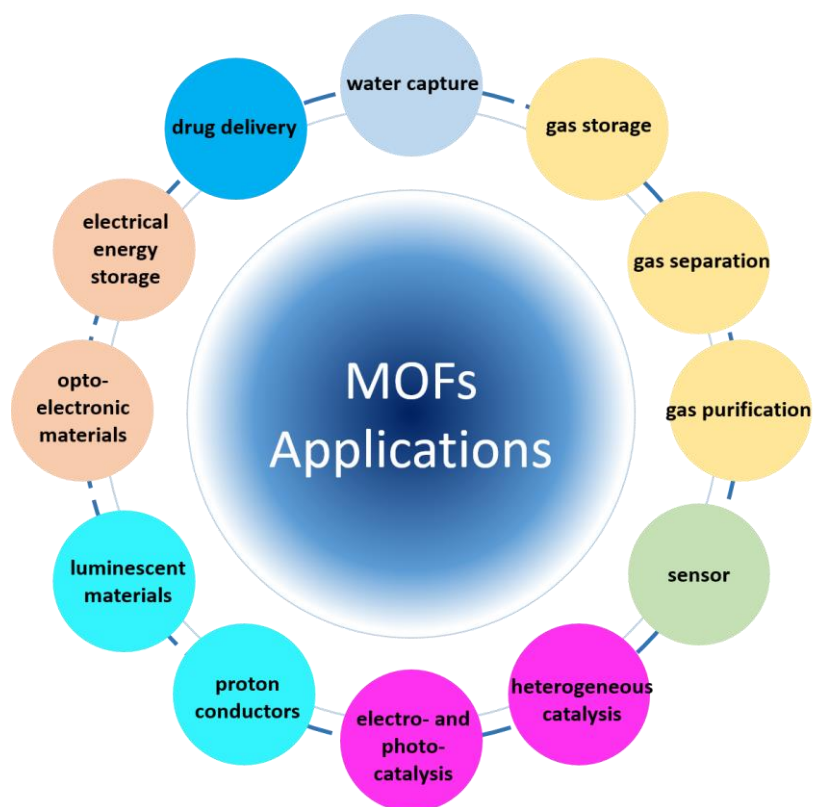 water capture
gas storage
gas separation
gas purification
sensor
heterogeneous
catalysis
electro- and
photo-
catalysis
proton
conductors
luminescent
materials
opto-
electronic
materials
electrical
energy
storage
drug delivery
MOFs
Applications